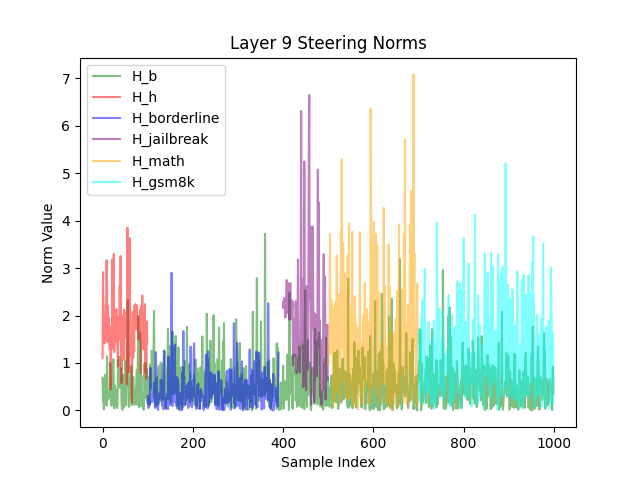 Layer 9 Steering Norms
H_b
H_h
H_borderline
H_jailbreak
H_math
H_gsm8k
Norm Value
7
6
5
4
3
2
1
0
0 200 400 600 800 1000
Sample Index